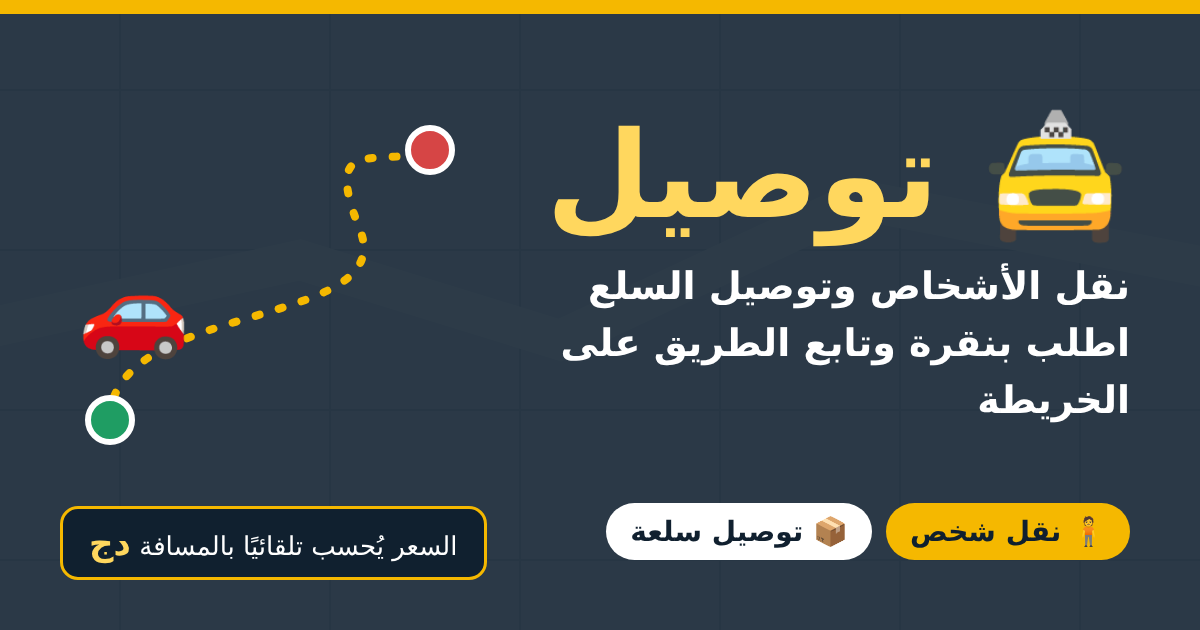 توصيل
نقل الأشخاص وتوصيل السلع
اطلب بنقرة وتابع الطريق على
الخريطة
نقل شخص
توصيل سلعة
السعر يُحسب تلقائيًا بالمسافة دج